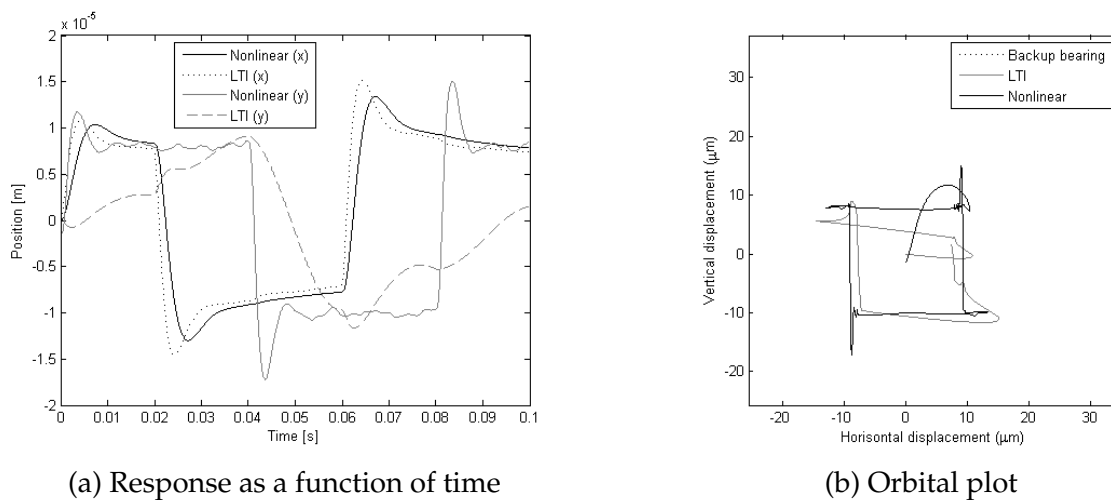 x 10⁻⁵
2
1.5
1
0.5
0
-0.5
-1
-1.5
-2
Position [m]
Nonlinear (x)
LTI (x)
Nonlinear (y)
LTI (y)
0 0.01 0.02 0.03 0.04 0.05 0.06 0.07 0.08 0.09 0.1
Time [s]
(a) Response as a function of time
30
20
10
0
-10
-20
Vertical displacement (μm)
Backup bearing
LTI
Nonlinear
-20 -10 0 10 20 30
Horisontal displacement (μm)
(b) Orbital plot